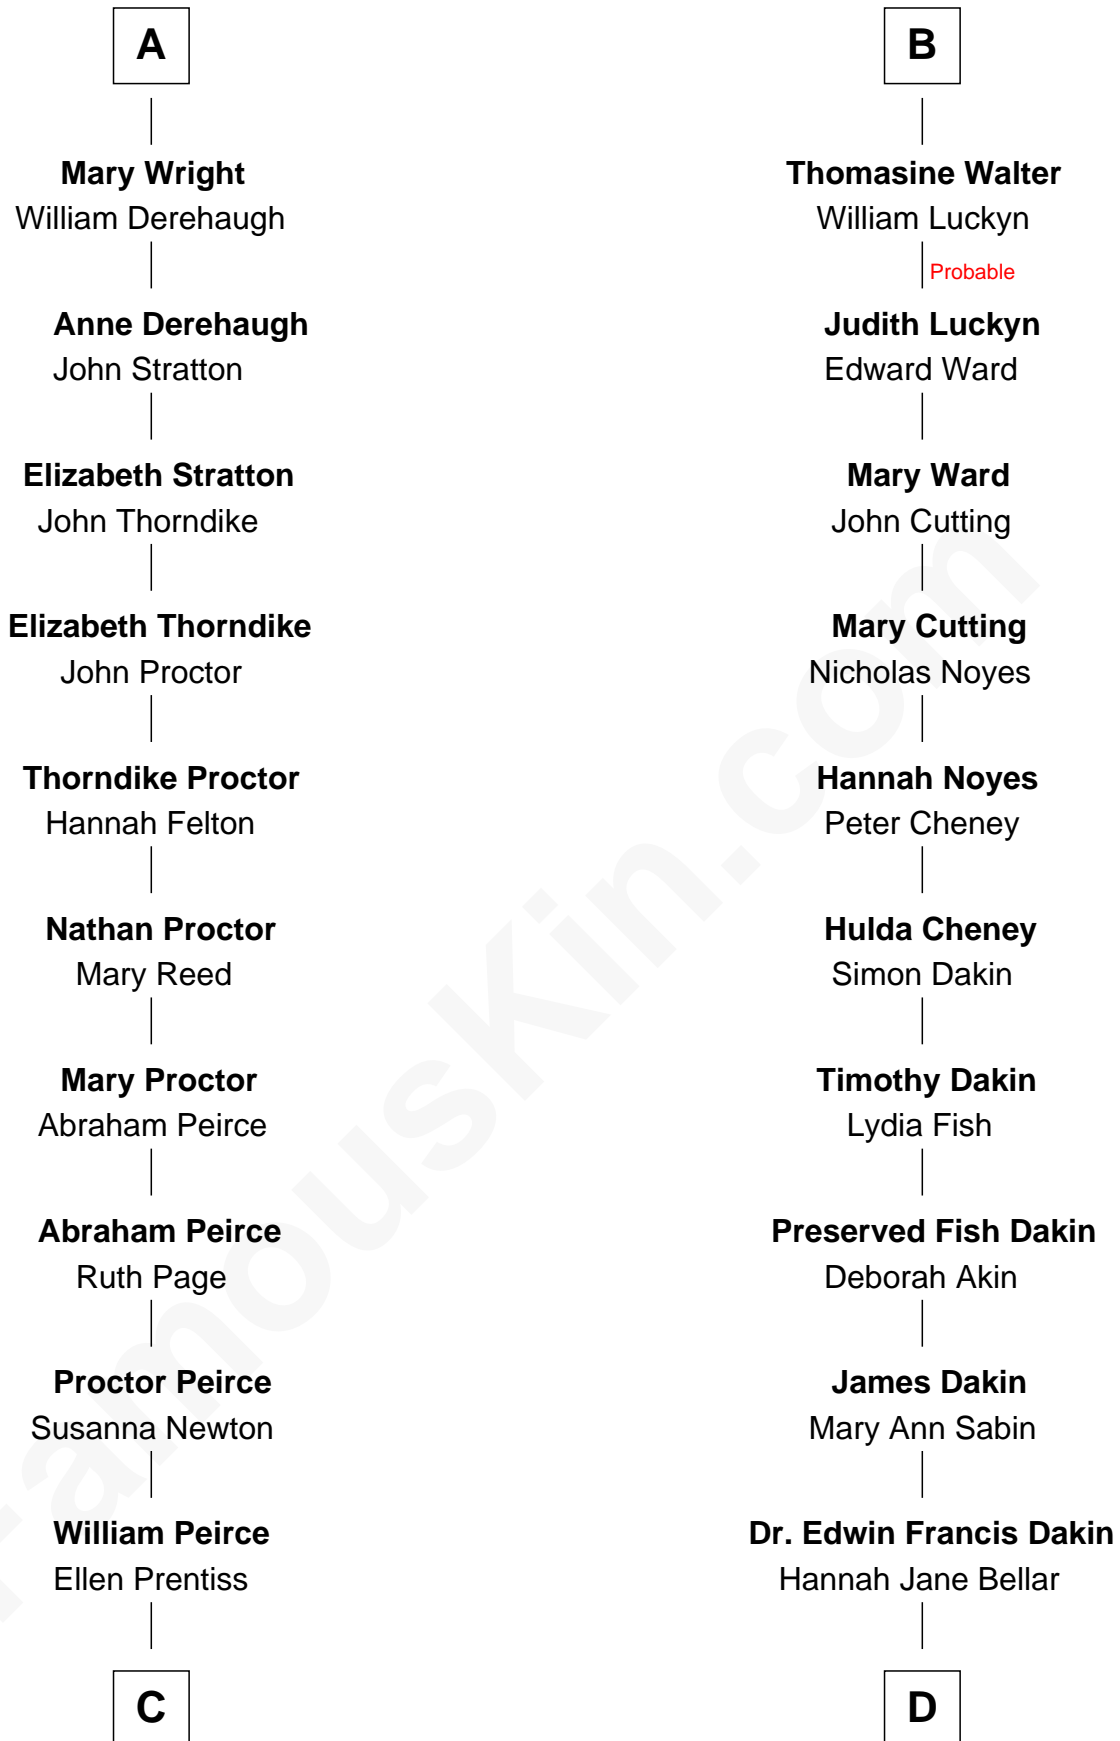 A
Mary Wright
William Derehaugh
Anne Derehaugh
John Stratton
Elizabeth Stratton
John Thorndike
Elizabeth Thorndike
John Proctor
Thorndike Proctor
Hannah Felton
Nathan Proctor
Mary Reed
Mary Proctor
Abraham Peirce
Abraham Peirce
Ruth Page
Proctor Peirce
Susanna Newton
William Peirce
Ellen Prentiss
C
B
Thomasine Walter
William Luckyn
Probable
Judith Luckyn
Edward Ward
Mary Ward
John Cutting
Mary Cutting
Nicholas Noyes
Hannah Noyes
Peter Cheney
Hulda Cheney
Simon Dakin
Timothy Dakin
Lydia Fish
Preserved Fish Dakin
Deborah Akin
James Dakin
Mary Ann Sabin
Dr. Edwin Francis Dakin
Hannah Jane Bellar
D
FamousKin.com